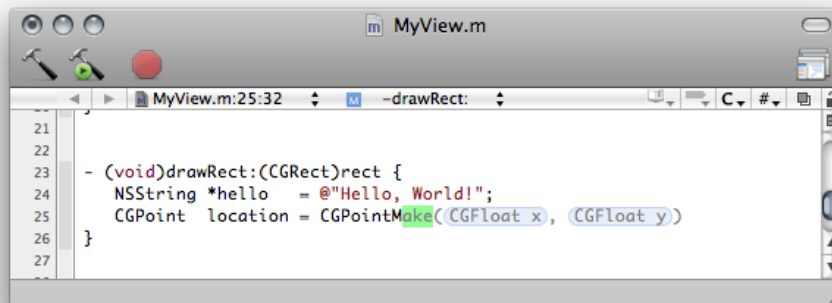 m MyView.m
m MyView.m:25:32 M -drawRect: C #
21
22
23 - (void)drawRect:(CGRect)rect {
24 NSString *hello = @"Hello, World!";
25 CGPoint location = CGPointMake(CGFloat x, CGFloat y)
26 }
27